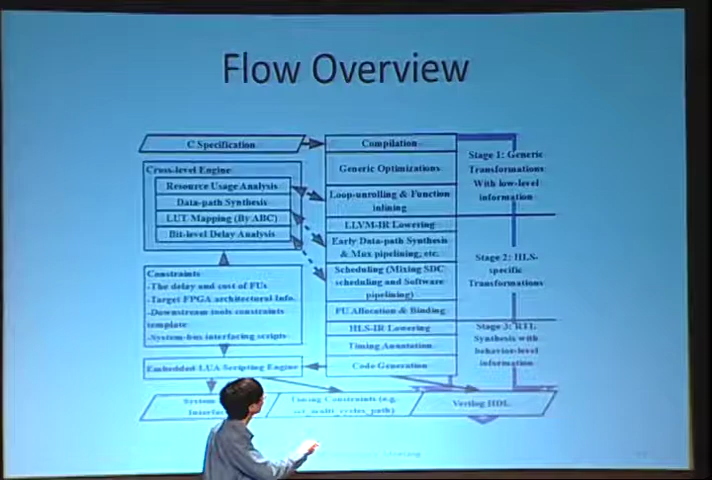 Flow Overview
C Specification
Cross-level Engine
Resource Usage Analysis
Data-path Synthesis
LUT Mapping (By ABC)
Bit-level Delay Analysis
Constraints
-The delay and cost of FUs
-Target FPGA architectural Info.
-Downstream tools constraints
template
-System-bus interfacing scripts
Embedded LUA Scripting Engine
Compilation
Generic Optimizations
Loop-unrolling & Function
inlining
LLVM-IR Lowering
Early Data-path Synthesis
& Mux pipelining, etc.
Scheduling (Mixing SDC
scheduling and Software
pipelining)
FU Allocation & Binding
HLS-IR Lowering
Timing Annotation
Code Generation
Stage 1: Generic
Transformations
With low-level
information
Stage 2: HLS-
specific
Transformations
Stage 3: RTL
Synthesis with
behavior-level
information
System
Interf
Timing Constraints (e.g.
set_multi_cycles_path)
Verilog HDL